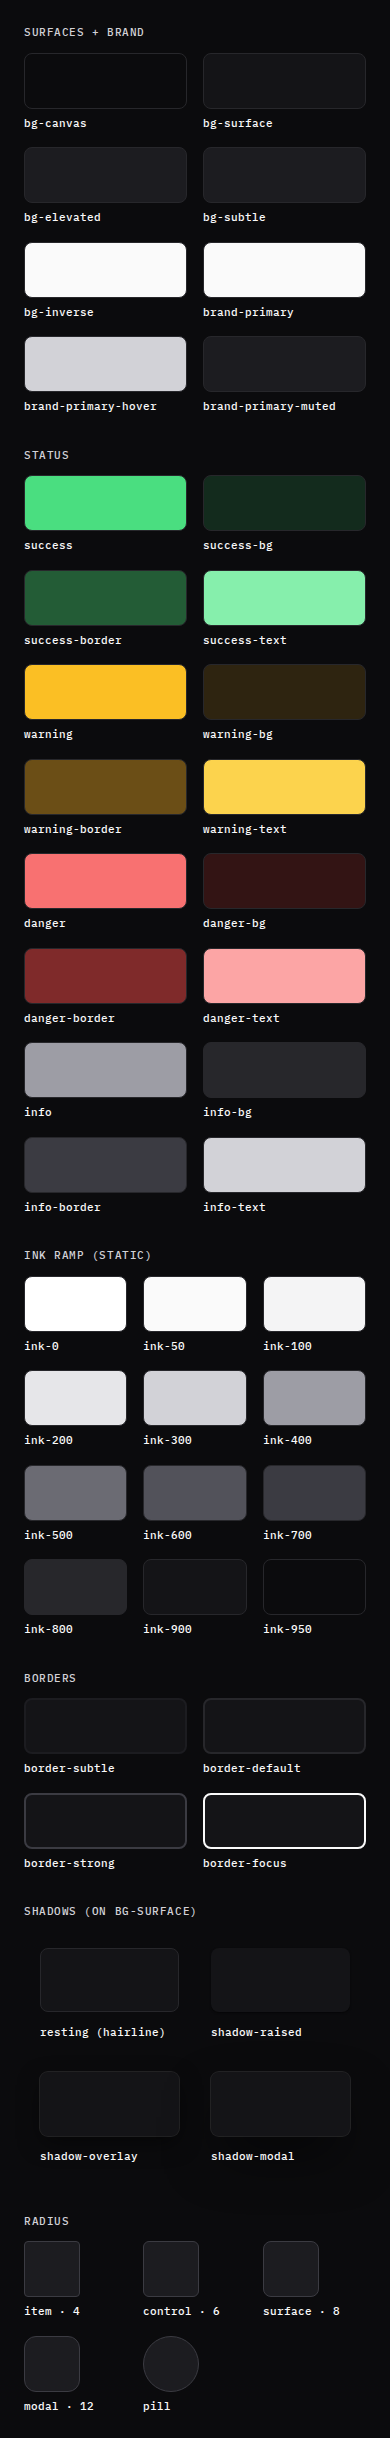 SURFACES + BRAND
bg-canvas bg-surface
bg-elevated bg-subtle
bg-inverse brand-primary
brand-primary-hover brand-primary-muted
STATUS
success success-bg
success-border success-text
warning warning-bg
warning-border warning-text
danger danger-bg
danger-border danger-text
info info-bg
info-border info-text
INK RAMP (STATIC)
ink-0 ink-50 ink-100
ink-200 ink-300 ink-400
ink-500 ink-600 ink-700
ink-800 ink-900 ink-950
BORDERS
border-subtle border-default
border-strong border-focus
SHADOWS (ON BG-SURFACE)
resting (hairline) shadow-raised
shadow-overlay shadow-modal
RADIUS
item · 4 control · 6 surface · 8
modal · 12 pill